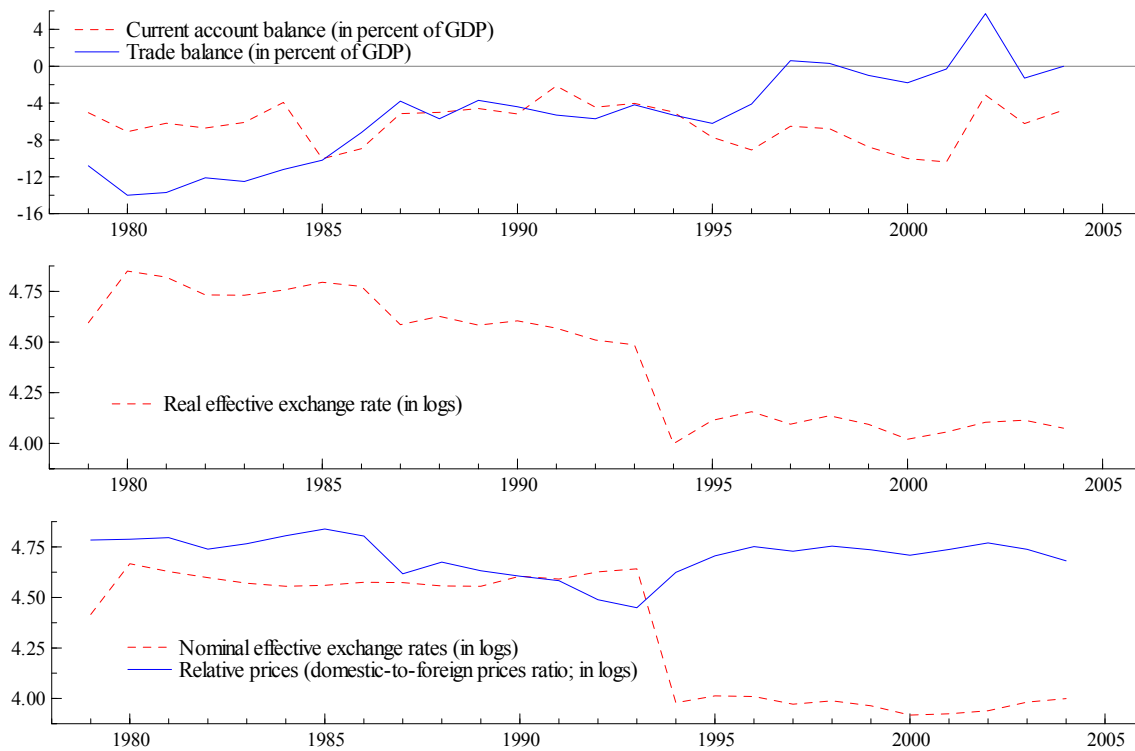 Current account balance (in percent of GDP)
Trade balance (in percent of GDP)
4
0
-4
-8
-12
-16
1980 1985 1990 1995 2000 2005
4.75
4.50
4.25
4.00
Real effective exchange rate (in logs)
1980 1985 1990 1995 2000 2005
4.75
4.50
4.25
4.00
Nominal effective exchange rates (in logs)
Relative prices (domestic-to-foreign prices ratio; in logs)
1980 1985 1990 1995 2000 2005